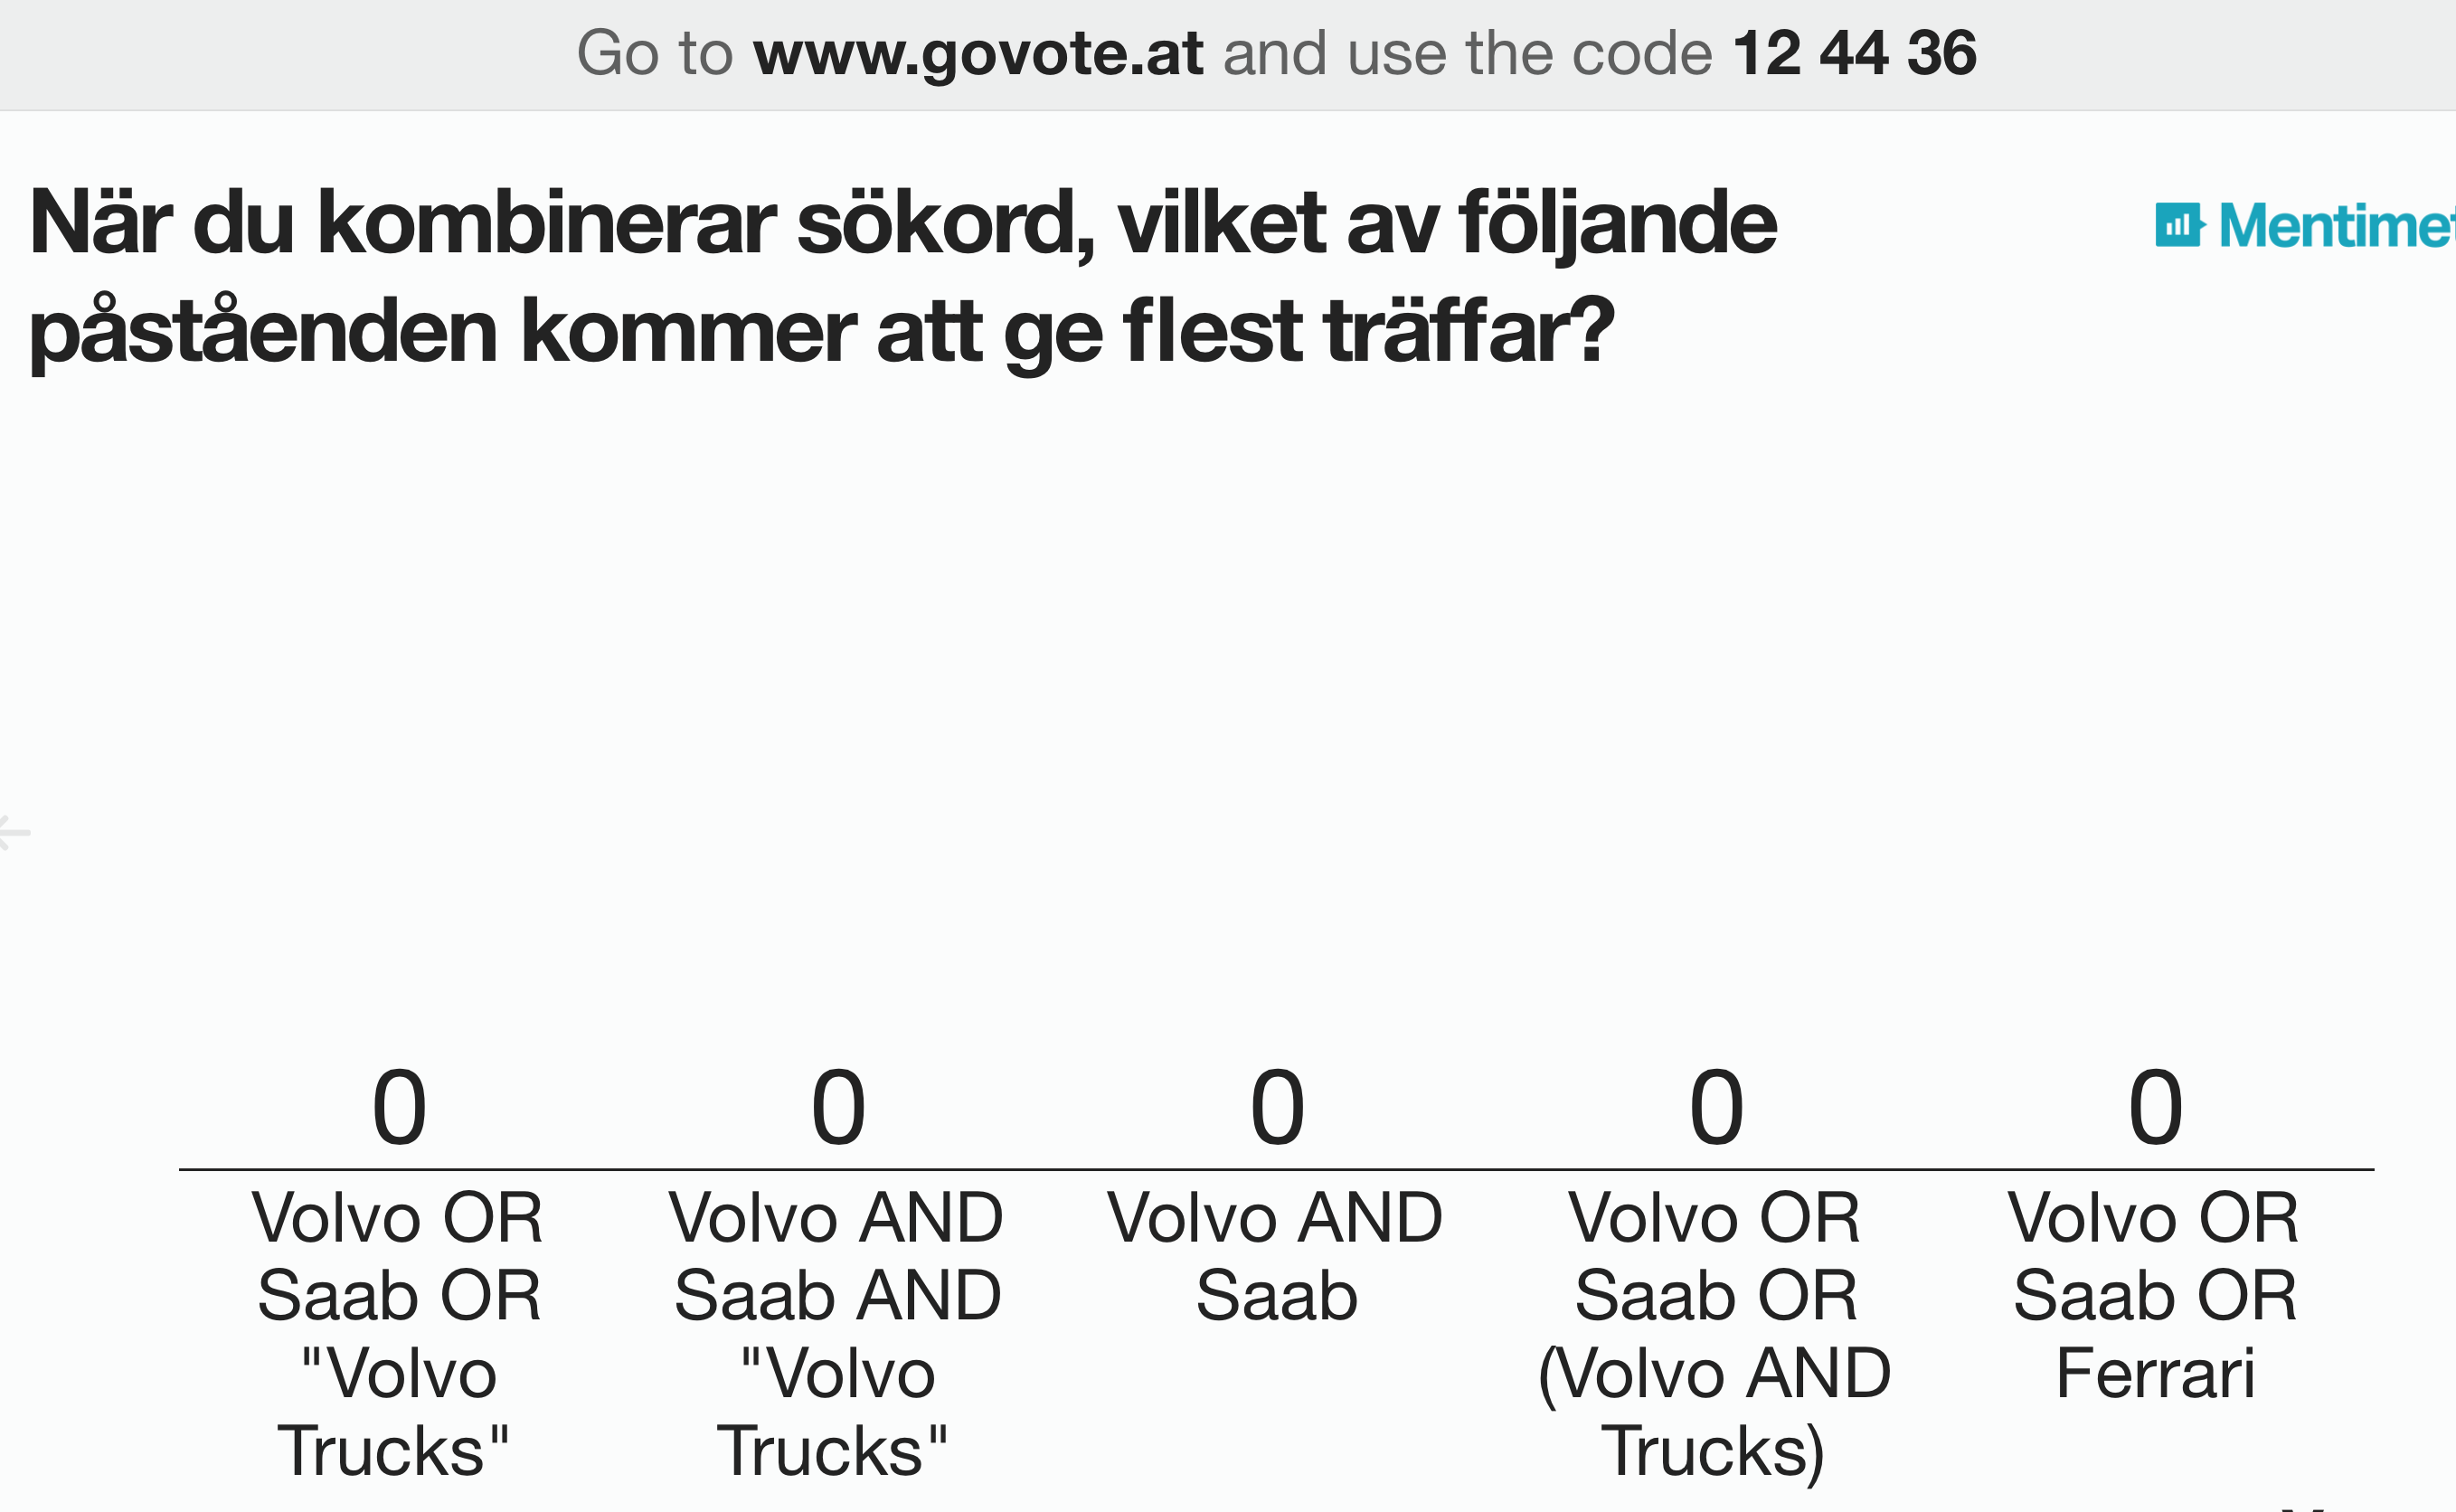 Go to www.govote.at and use the code 12 44 36
När du kombinerar sökord, vilket av följande
påståenden kommer att ge flest träffar?
Mentimet
0 0 0 0 0
Volvo OR Saab OR "Volvo Trucks"
Volvo AND Saab AND "Volvo Trucks"
Volvo AND Saab
Volvo OR Saab OR (Volvo AND Trucks)
Volvo OR Saab OR Ferrari